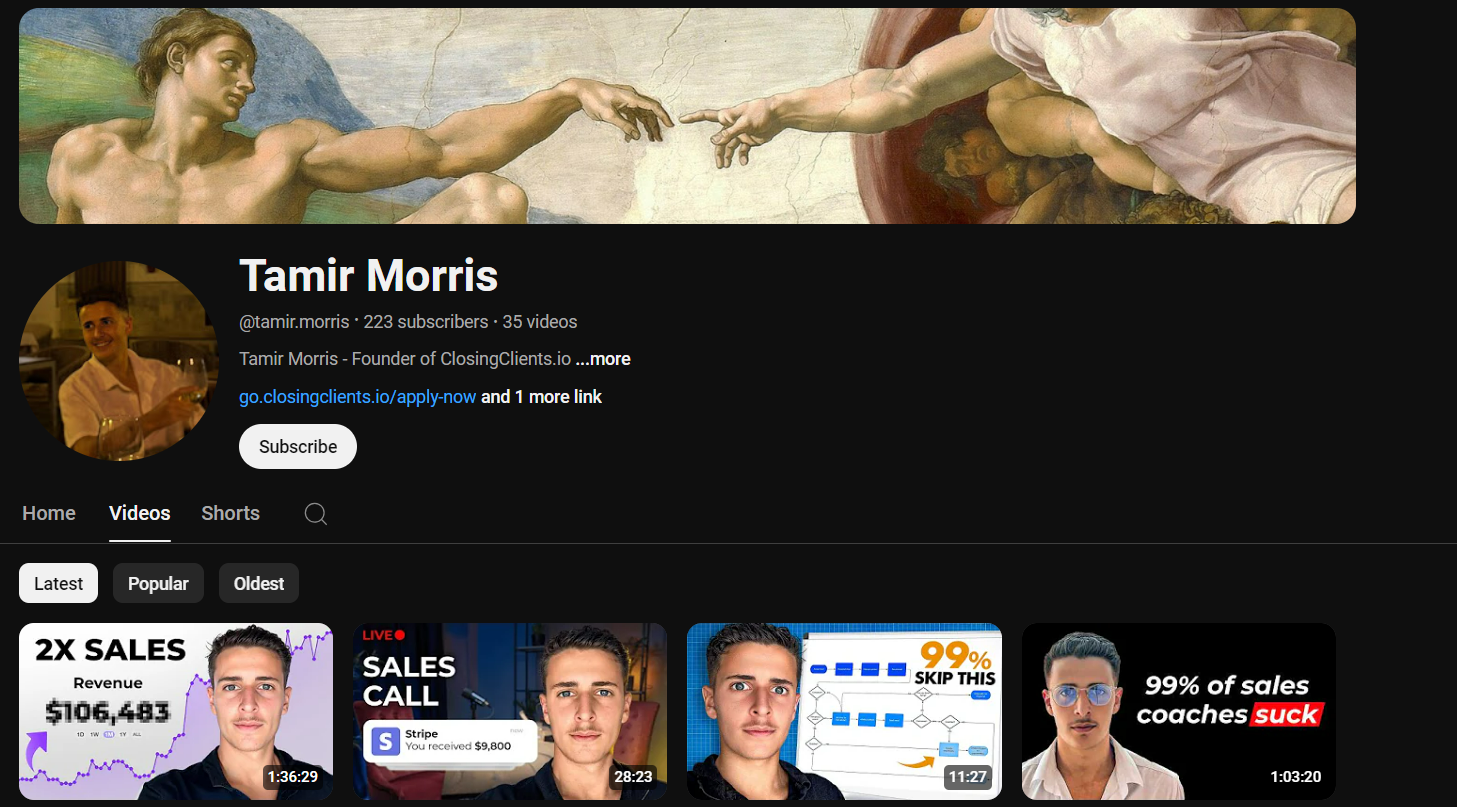 Tamir Morris
@tamir.morris · 223 subscribers · 35 videos
Tamir Morris - Founder of ClosingClients.io ...more
go.closingclients.io/apply-now and 1 more link
Subscribe
Home Videos Shorts
Latest Popular Oldest
2X SALES
Revenue
$106,483
1D 1W 1M 1Y ALL
1:36:29
LIVE
SALES
CALL
S
Stripe now
You received $9,800
28:23
99%
SKIP THIS
11:27
99% of sales
coaches suck
1:03:20